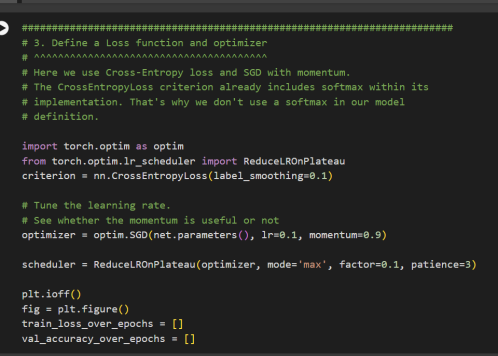 ########################################################################
# 3. Define a Loss function and optimizer
# ^^^^^^^^^^^^^^^^^^^^^^^^^^^^^^^^^^^^^^^
# Here we use Cross-Entropy loss and SGD with momentum.
# The CrossEntropyLoss criterion already includes softmax within its
# implementation. That's why we don't use a softmax in our model
# definition.
import torch.optim as optim
from torch.optim.lr_scheduler import ReduceLROnPlateau
criterion = nn.CrossEntropyLoss(label_smoothing=0.1)
# Tune the learning rate.
# See whether the momentum is useful or not
optimizer = optim.SGD(net.parameters(), lr=0.1, momentum=0.9)
scheduler = ReduceLROnPlateau(optimizer, mode='max', factor=0.1, patience=3)
plt.ioff()
fig = plt.figure()
train_loss_over_epochs = []
val_accuracy_over_epochs = []